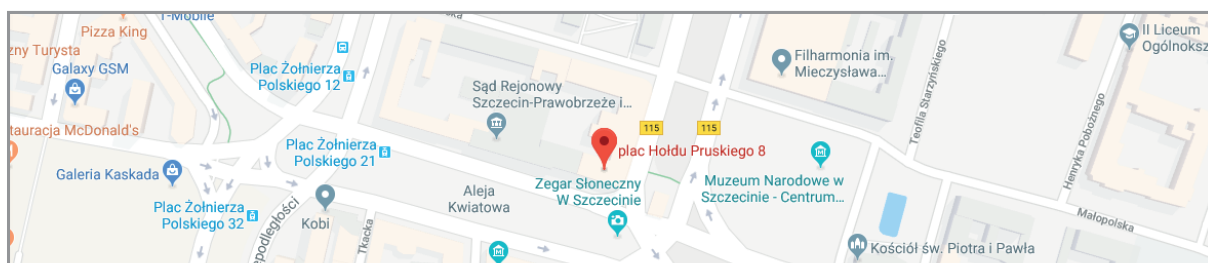 T-Mobile
Pizza King
zny Turysta
Galaxy GSM
Plac Żołnierza
Polskiego 12
tauracja McDonald's
Galeria Kaskada
Plac Żołnierza
Polskiego 32
Plac Żołnierza
Polskiego 21
Kobi
epodległości
Tkacka
Aleja
Kwiatowa
Sąd Rejonowy
Szczecin-Prawobrzeże i...
ska
115
115
plac Hołdu Pruskiego 8
Zegar Słoneczny
W Szczecinie
Filharmonia im.
Mieczysława...
Muzeum Narodowe w
Szczecinie - Centrum...
Teofila Starzyńskiego
Henryka Pobożnego
II Liceum
Ogólnoksz
Małopolska
Kościół św. Piotra i Pawła